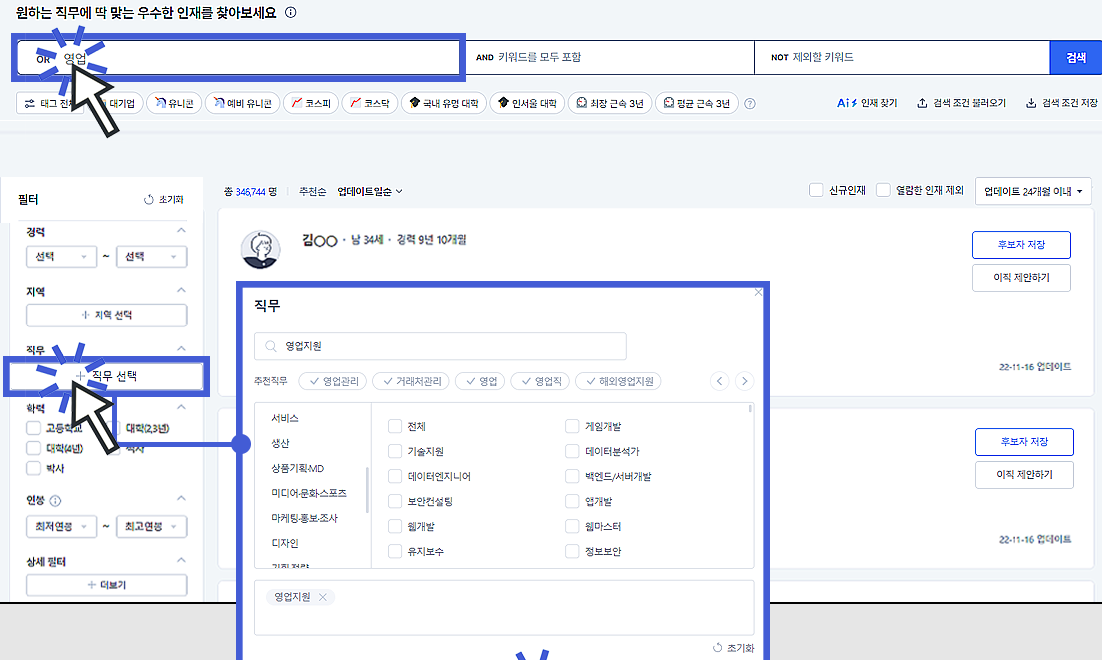 원하는 직무에 딱 맞는 우수한 인재를 찾아보세요
OR 영업
AND 키워드를 모두 포함
NOT 제외할 키워드
검색
태그 전체 대기업 유니콘 예비 유니콘 코스피 코스닥 국내 유명 대학 인서울 대학 최장 근속 3년 평균 근속 3년
Ai 인재 찾기 검색 조건 불러오기 검색 조건 저장
필터 초기화
경력
선택 ~ 선택
지역
+ 지역 선택
직무
+ 직무 선택
학력
고등학교 대학(2,3년)
대학(4년) 석사
박사
연봉
최저연봉 ~ 최고연봉
상세 필터
+ 더보기
총 346,744 명 추천순 업데이트일순
신규인재 열람한 인재 제외 업데이트 24개월 이내
김○○ · 남 34세 · 경력 9년 10개월
후보자 저장
이직 제안하기
22-11-16 업데이트
후보자 저장
이직 제안하기
22-11-16 업데이트
직무
영업지원
추천직무 영업관리 거래처관리 영업 영업직 해외영업지원
서비스
생산
상품기획·MD
미디어·문화·스포츠
마케팅·홍보·조사
디자인
전체 게임개발
기술지원 데이터분석가
데이터엔지니어 백엔드/서버개발
보안컨설팅 앱개발
웹개발 웹마스터
유지보수 정보보안
영업지원
초기화